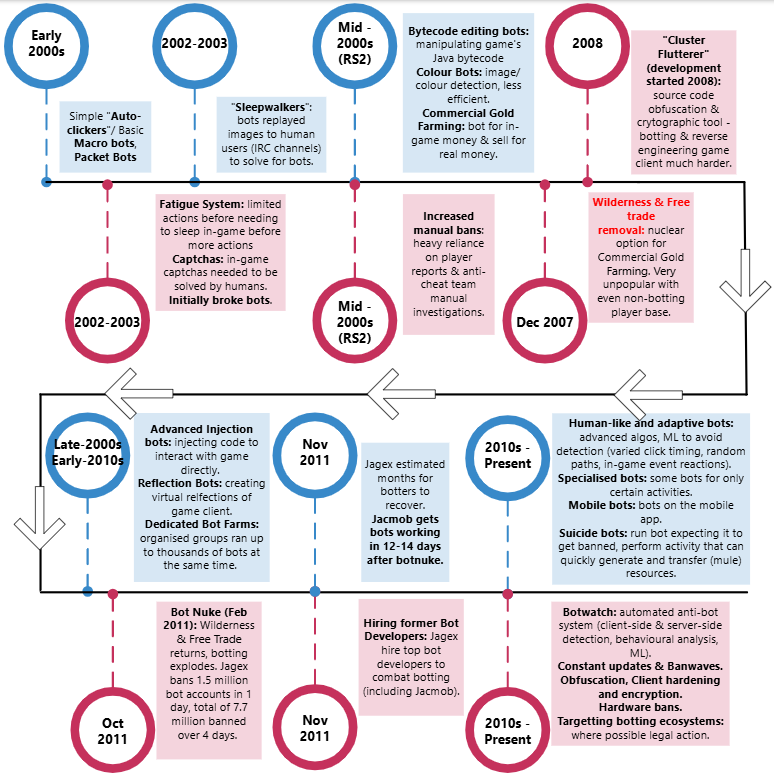 Early
2000s
Simple "Auto-
clickers"/ Basic
Macro bots,
Packet Bots
2002-2003
"Sleepwalkers":
bots replayed
images to human
users (IRC channels)
to solve for bots.
Mid -
2000s
(RS2)
Bytecode editing bots:
manipulating game's
Java bytecode
Colour Bots: image/
colour detection, less
efficient.
Commercial Gold
Farming: bot for in-
game money & sell for
real money.
2008
"Cluster
Flutterer"
(development
started 2008):
source code
obfuscation &
crytographic tool -
botting & reverse
engineering game
client much harder.
2002-2003
Fatigue System: limited
actions before needing
to sleep in-game before
more actions
Captchas: in-game
captchas needed to be
solved by humans.
Initially broke bots.
Mid -
2000s
(RS2)
Increased
manual bans:
heavy reliance
on player
reports & anti-
cheat team
manual
investigations.
Dec 2007
Wilderness & Free
trade
removal: nuclear
option for
Commercial Gold
Farming. Very
unpopular with
even non-botting
player base.
Late-2000s
Early-2010s
Advanced Injection
bots: injecting code to
interact with game
directly.
Reflection Bots: creating
virtual relfections of
game client.
Dedicated Bot Farms:
organised groups ran up
to thousands of bots at
the same time.
Nov
2011
Jagex estimated
months for
botters to
recover.
Jacmob gets
bots working
in 12-14 days
after botnuke.
2010s -
Present
Human-like and adaptive bots:
advanced algos, ML to avoid
detection (varied click timing, random
paths, in-game event reactions).
Specialised bots: some bots for only
certain activities.
Mobile bots: bots on the mobile
app.
Suicide bots: run bot expecting it to
get banned, perform activity that can
quickly generate and transfer (mule)
resources.
Oct
2011
Bot Nuke (Feb
2011): Wilderness
& Free Trade
returns, botting
explodes. Jagex
bans 1.5 million
bot accounts in 1
day, total of 7.7
million banned
over 4 days.
Nov
2011
Hiring former Bot
Developers: Jagex
hire top bot
developers to
combat botting
(including Jacmob).
2010s -
Present
Botwatch: automated anti-bot
system (client-side & server-side
detection, behavioural analysis,
ML).
Constant updates & Banwaves.
Obfuscation, Client hardening
and encryption.
Hardware bans.
Targetting botting ecosystems:
where possible legal action.